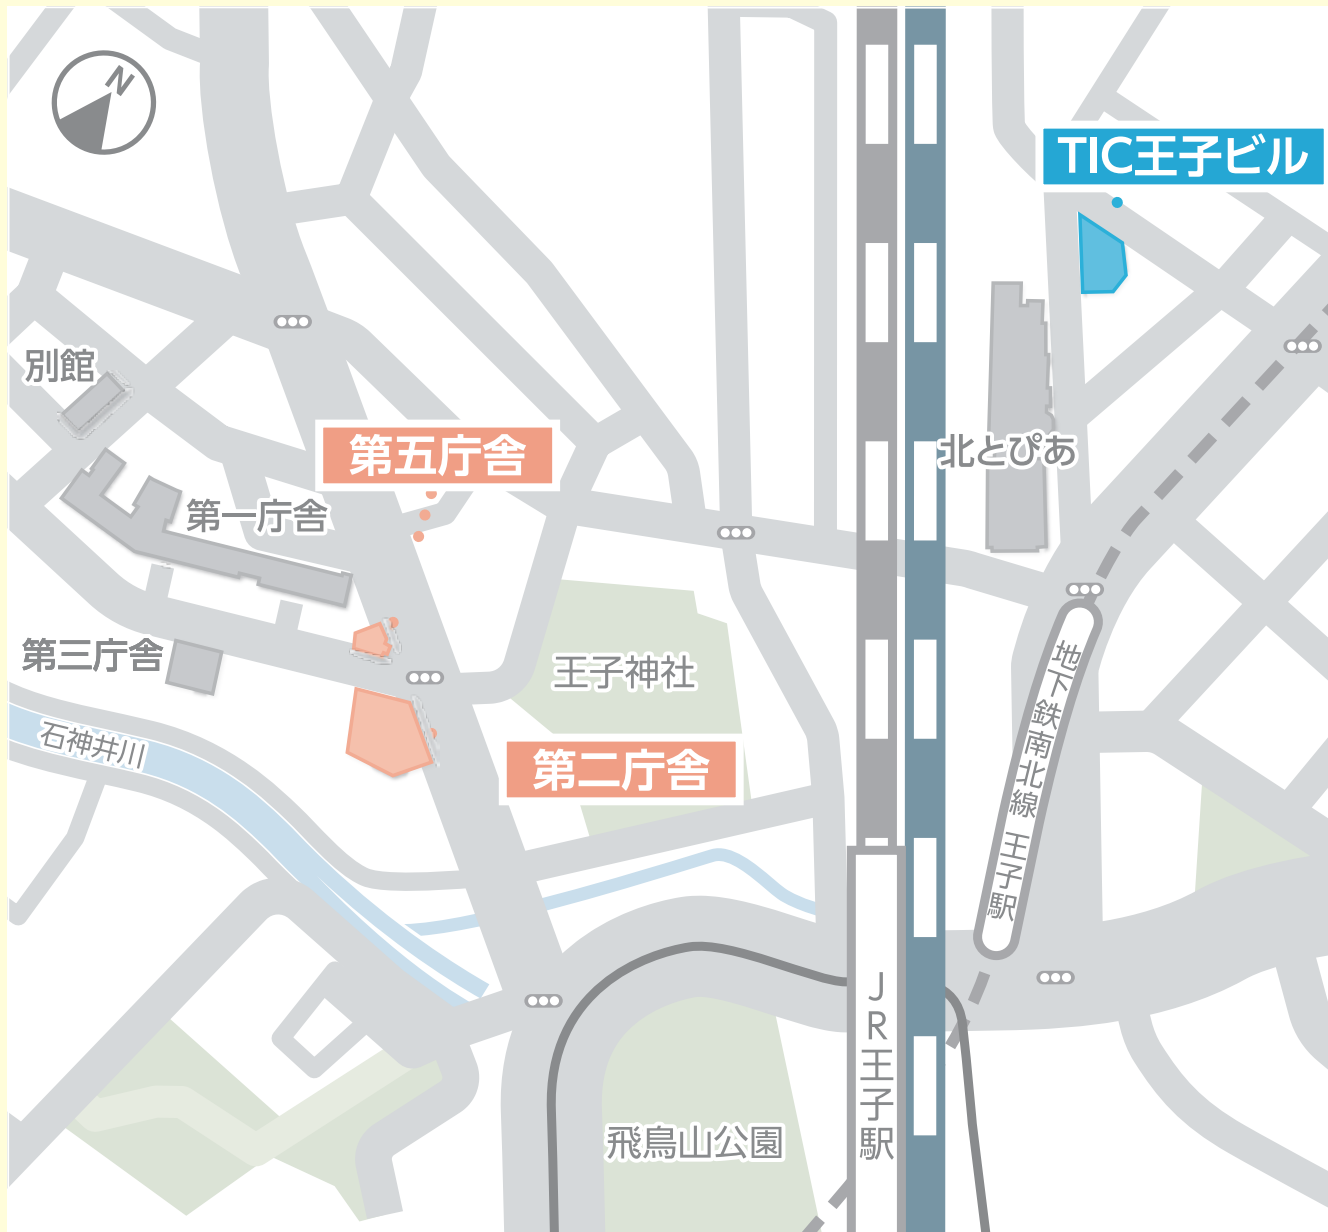 N
TIC王子ビル
別館
第五庁舎
北とぴあ
第一庁舎
第三庁舎
王子神社
地下鉄南北線 王子駅
石神井川
第二庁舎
JR王子駅
飛鳥山公園